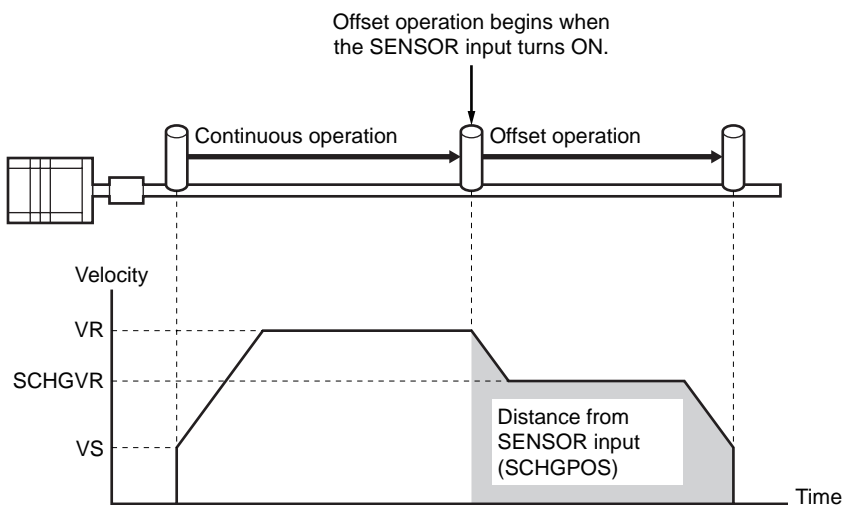 Offset operation begins when
the SENSOR input turns ON.
Continuous operation
Offset operation
Velocity
VR
SCHGVR
VS
Distance from
SENSOR input
(SCHGPOS)
Time